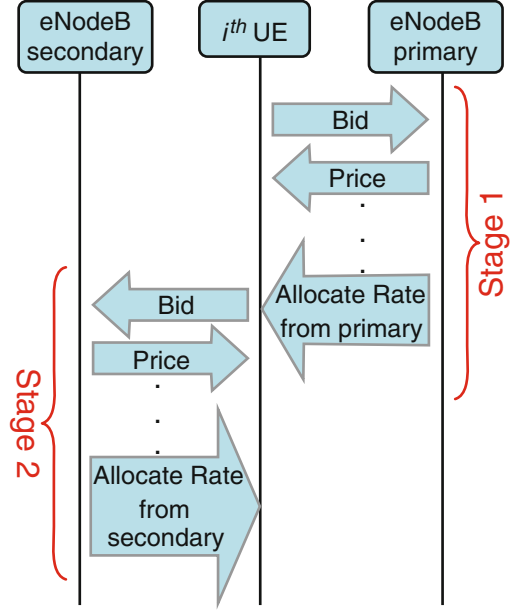 eNodeB
secondary
i^th UE
eNodeB
primary
Bid
Price
.
.
.
Allocate Rate
from primary
Stage 1
Bid
Price
.
.
.
Allocate Rate
from
secondary
Stage 2